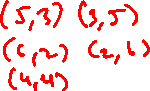 (5,3) (3,5)
(6,2) (2,6)
(4,4)